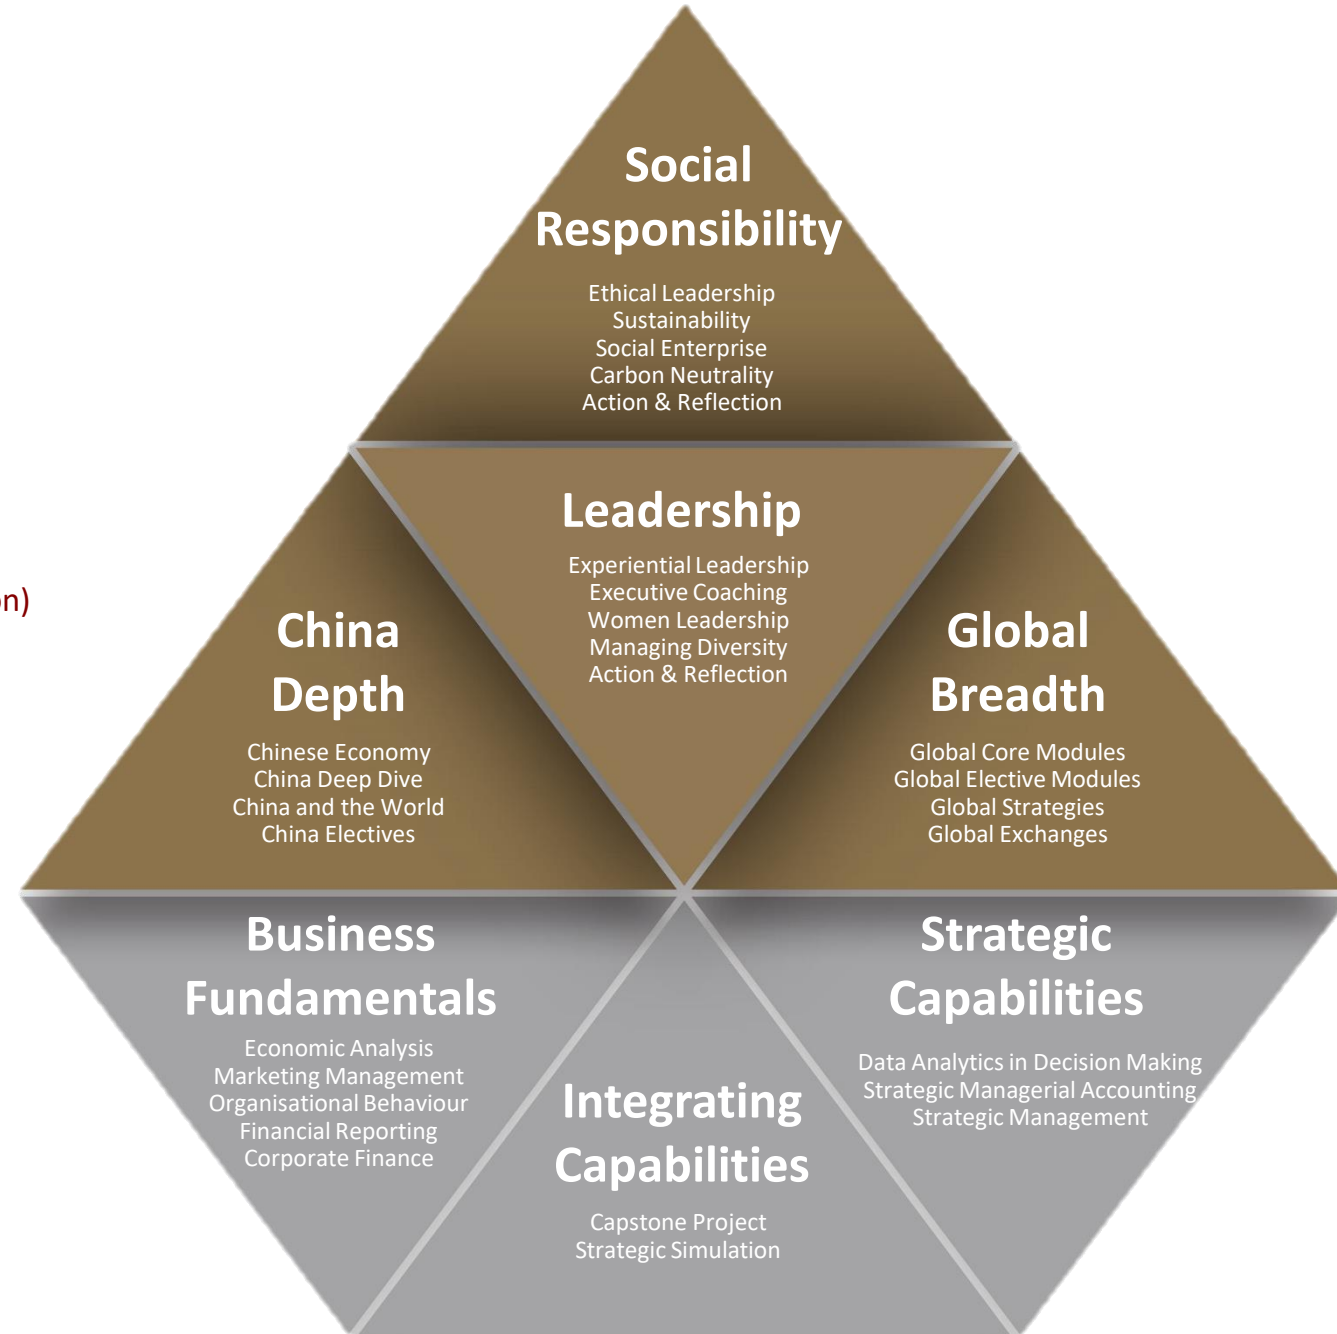 Social
Responsibility
Ethical Leadership
Sustainability
Social Enterprise
Carbon Neutrality
Action & Reflection
Leadership
Experiential Leadership
Executive Coaching
Women Leadership
Managing Diversity
Action & Reflection
on)
China
Depth
Chinese Economy
China Deep Dive
China and the World
China Electives
Global
Breadth
Global Core Modules
Global Elective Modules
Global Strategies
Global Exchanges
Business
Fundamentals
Economic Analysis
Marketing Management
Organisational Behaviour
Financial Reporting
Corporate Finance
Integrating
Capabilities
Capstone Project
Strategic Simulation
Strategic
Capabilities
Data Analytics in Decision Making
Strategic Managerial Accounting
Strategic Management